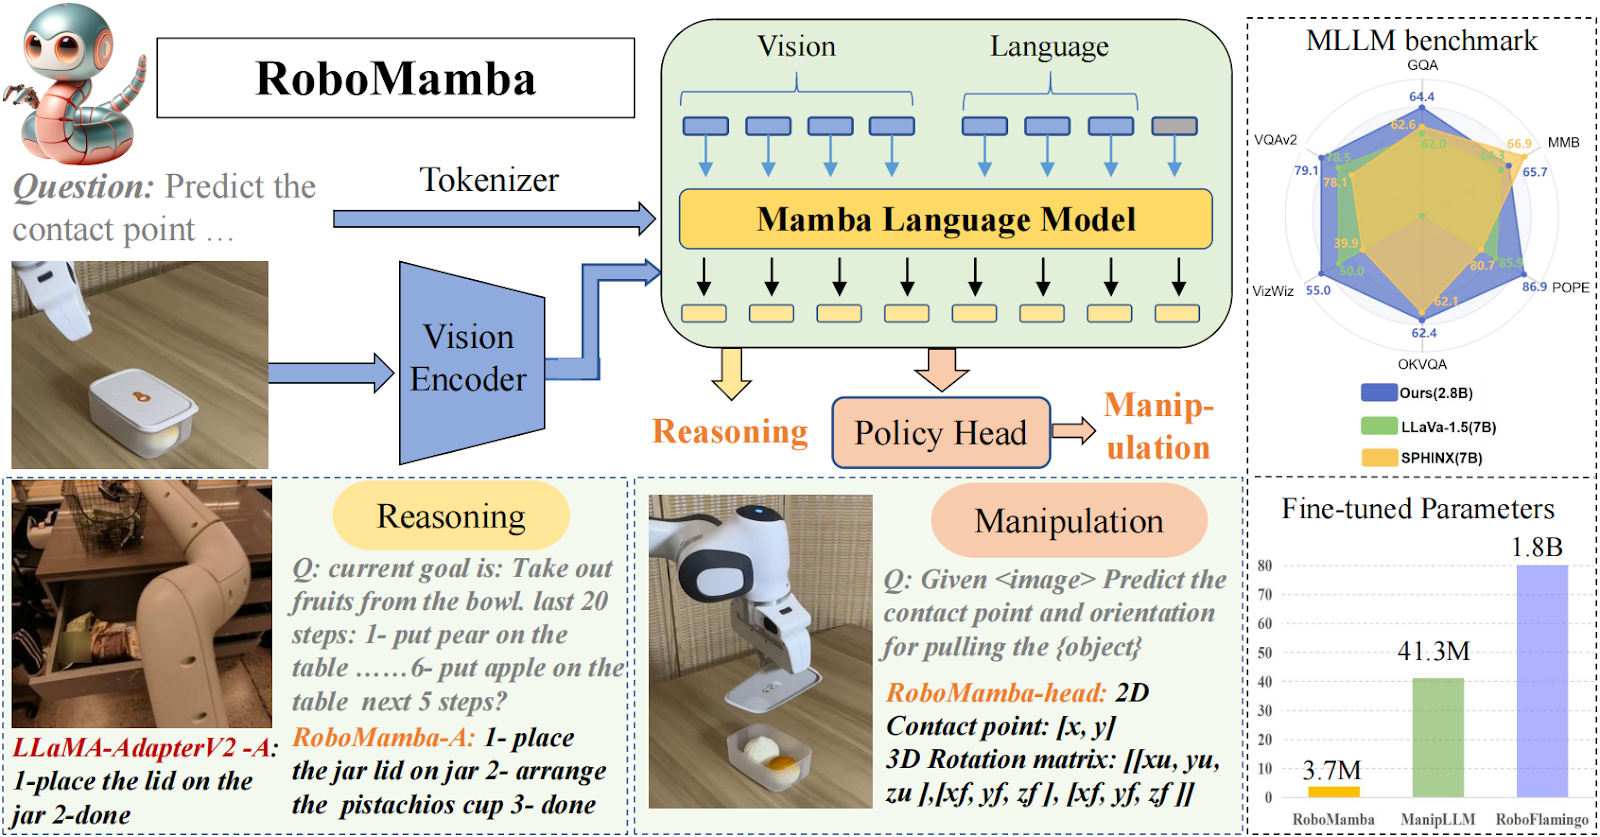 RoboMamba
Question: Predict the
contact point …
Tokenizer
Vision
Encoder
Vision
Language
Mamba Language Model
Reasoning
Policy Head
Manip-
ulation
MLLM benchmark
GQA
64.4
62.6
62.0
VQAv2
79.1
78.5
78.1
MMB
66.9
64.3
65.7
VizWiz
39.9
50.0
55.0
POPE
80.7
85.9
86.9
62.1
62.4
OKVQA
Ours(2.8B)
LLaVa-1.5(7B)
SPHINX(7B)
LLaMA-AdapterV2 -A:
1-place the lid on the
jar 2-done
Reasoning
Q: current goal is: Take out
fruits from the bowl. last 20
steps: 1- put pear on the
table ……6- put apple on the
table next 5 steps?
RoboMamba-A: 1- place
the jar lid on jar 2- arrange
the pistachios cup 3- done
Manipulation
Q: Given <image> Predict the
contact point and orientation
for pulling the {object}
RoboMamba-head: 2D
Contact point: [x, y]
3D Rotation matrix: [[xu, yu,
zu ],[xf, yf, zf ], [xf, yf, zf ]]
Fine-tuned Parameters
1.8B
41.3M
3.7M
80
70
60
50
40
30
20
10
0
RoboMamba
ManipLLM
RoboFlamingo